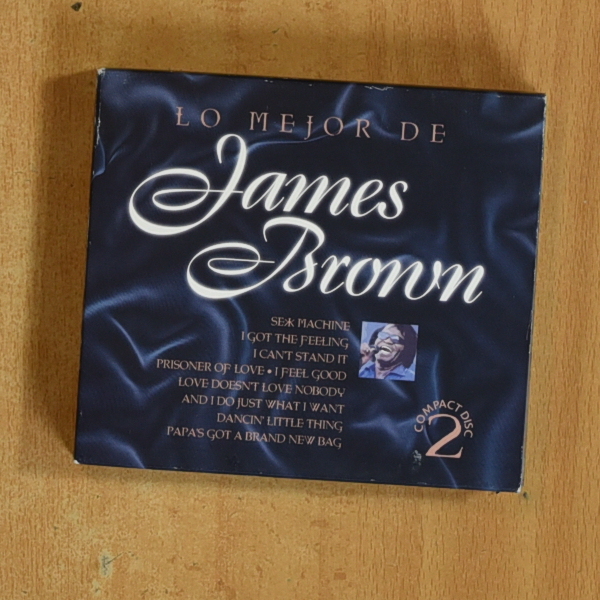 LO MEJOR DE
James
Brown
SEX MACHINE
I GOT THE FEELING
I CAN'T STAND IT
PRISONER OF LOVE • I FEEL GOOD
LOVE DOESN'T LOVE NOBODY
AND I DO JUST WHAT I WANT
DANCIN' LITTLE THING
PAPA'S GOT A BRAND NEW BAG
COMPACT DISC
2